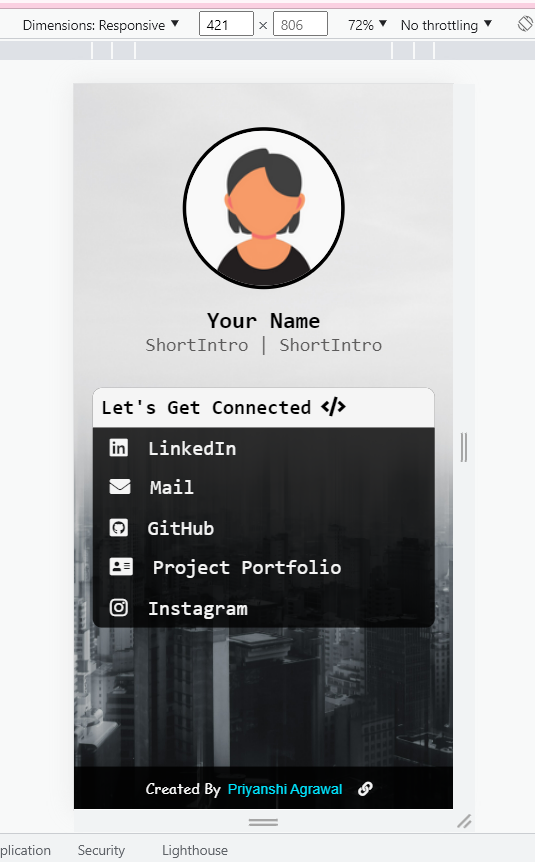 Dimensions: Responsive ▼ 421 × 806 72% ▼ No throttling ▼
Your Name
ShortIntro | ShortIntro
Let's Get Connected </>
LinkedIn
Mail
GitHub
Project Portfolio
Instagram
Created By Priyanshi Agrawal
plication Security Lighthouse